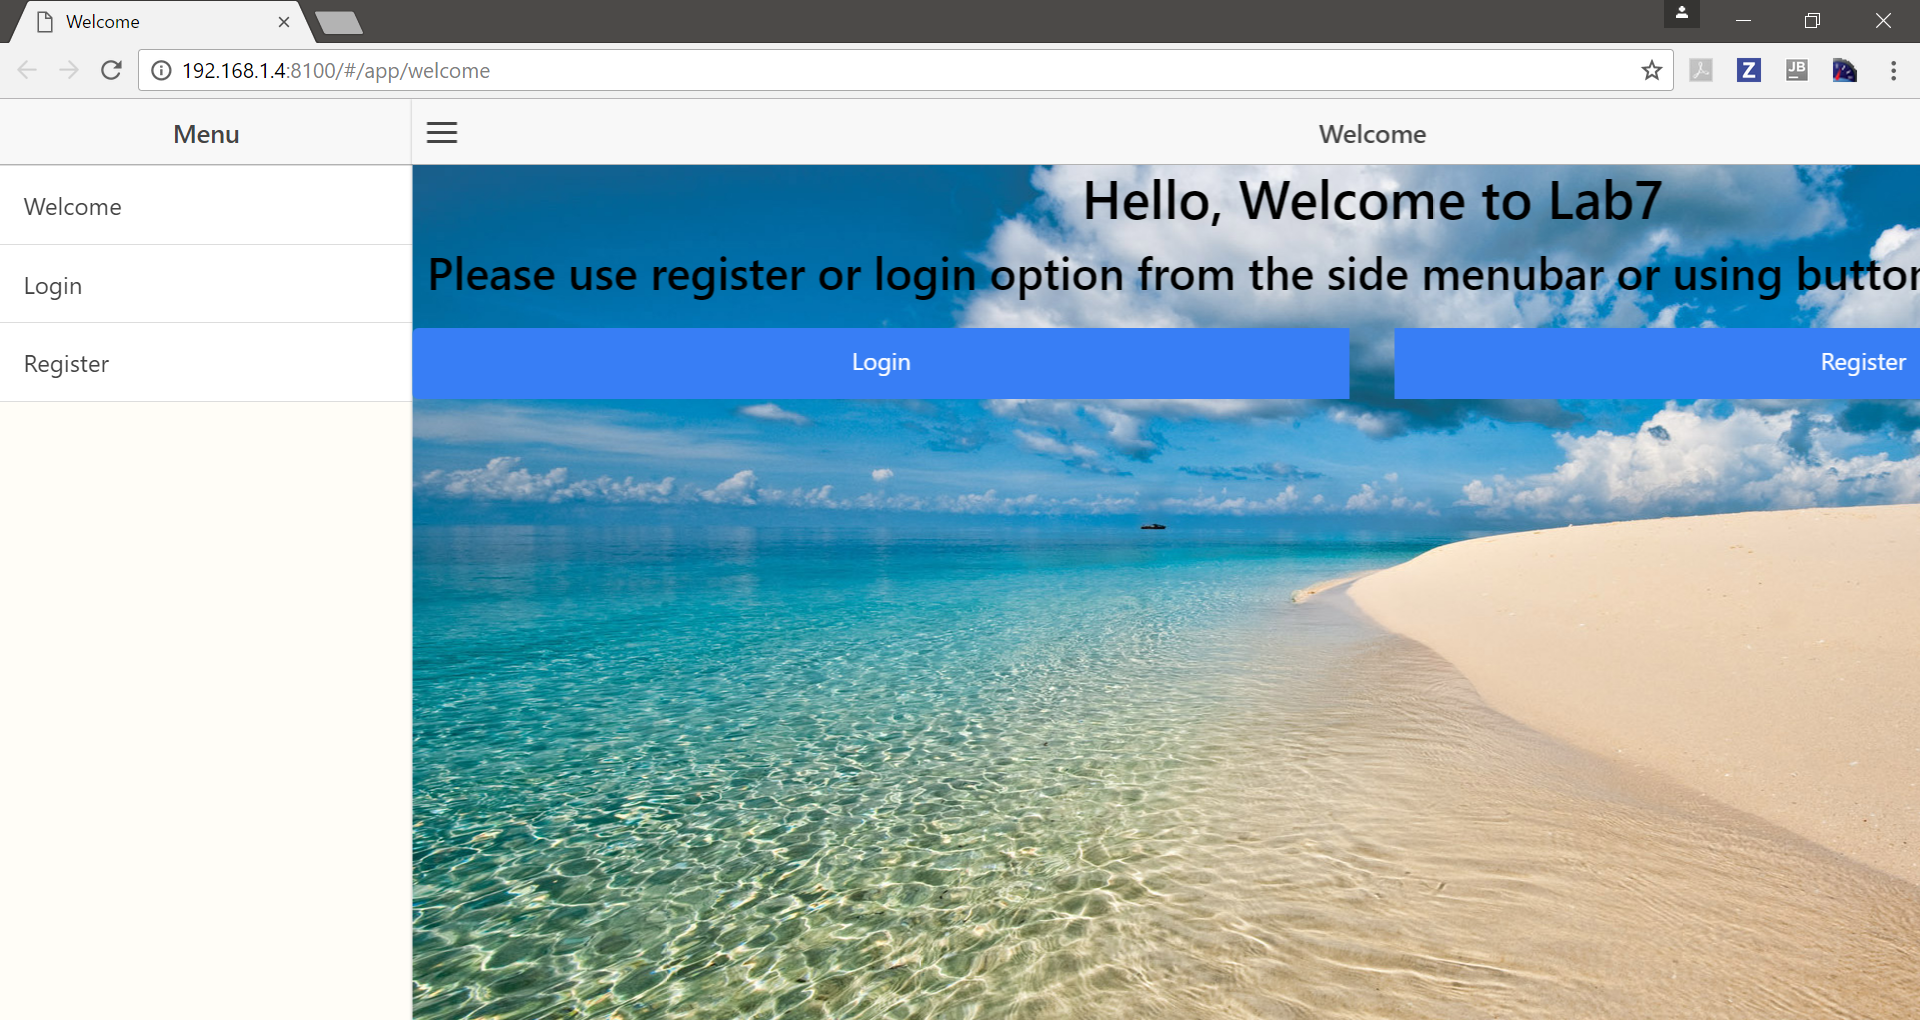 Welcome
192.168.1.4:8100/#/app/welcome
Z
JB
Menu
Welcome
Welcome
Login
Register
Hello, Welcome to Lab7
Please use register or login option from the side menubar or using button
Login
Register